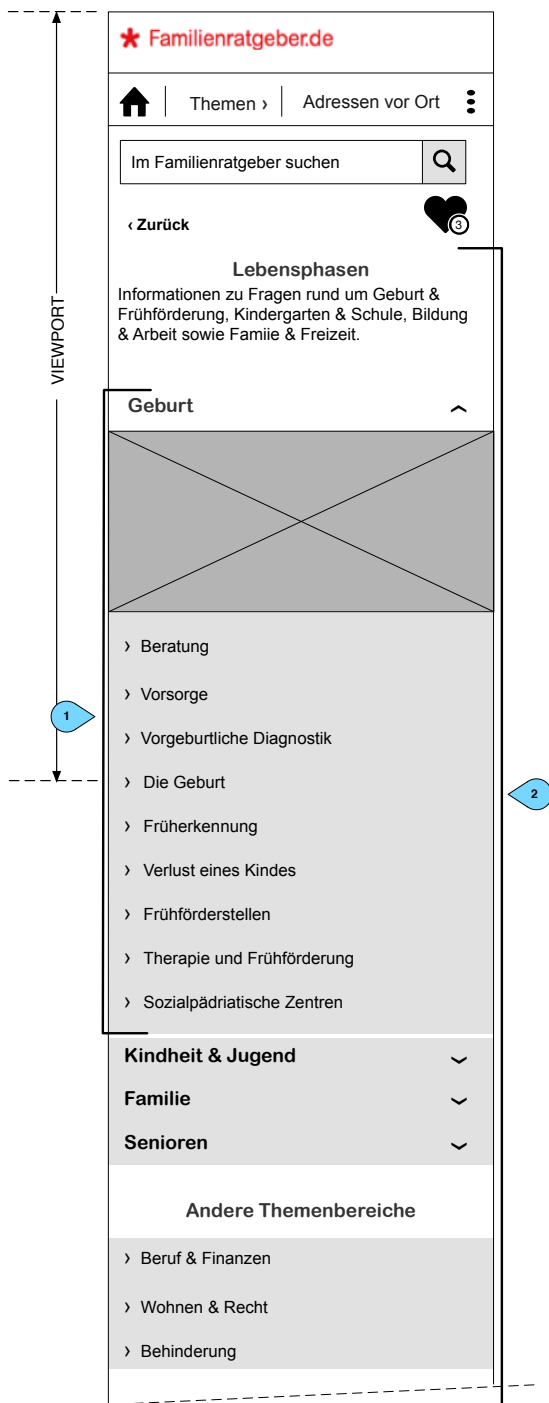 Familienratgeber.de
Themen ›
Adressen vor Ort
Im Familienratgeber suchen
‹ Zurück
3
Lebensphasen
Informationen zu Fragen rund um Geburt &
Frühförderung, Kindergarten & Schule, Bildung
& Arbeit sowie Famiie & Freizeit.
VIEWPORT
Geburt
› Beratung
› Vorsorge
1
› Vorgeburtliche Diagnostik
› Die Geburt
2
› Früherkennung
› Verlust eines Kindes
› Frühförderstellen
› Therapie und Frühförderung
› Sozialpädriatische Zentren
Kindheit & Jugend
Familie
Senioren
Andere Themenbereiche
› Beruf & Finanzen
› Wohnen & Recht
› Behinderung